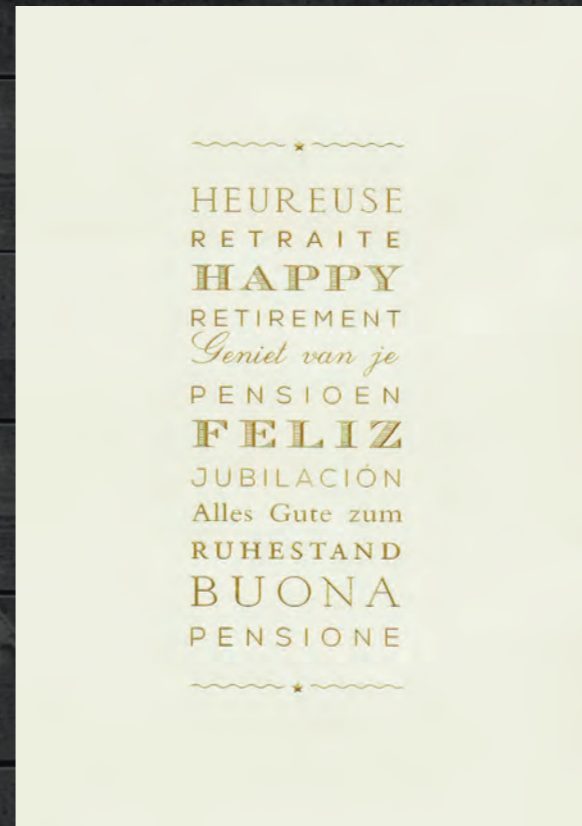 HEUREUSE
RETRAITE
HAPPY
RETIREMENT
Geniet van je
PENSIOEN
FELIZ
JUBILACIÓN
Alles Gute zum
RUHESTAND
BUONA
PENSIONE